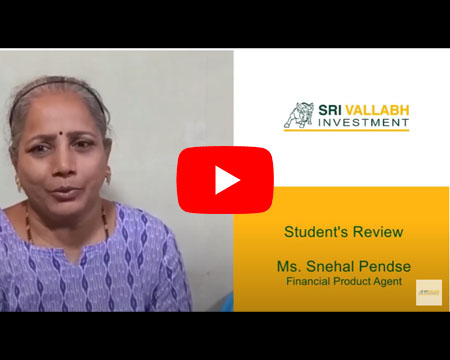 SRI VALLABH
INVESTMENT
Student's Review
Ms. Snehal Pendse
Financial Product Agent